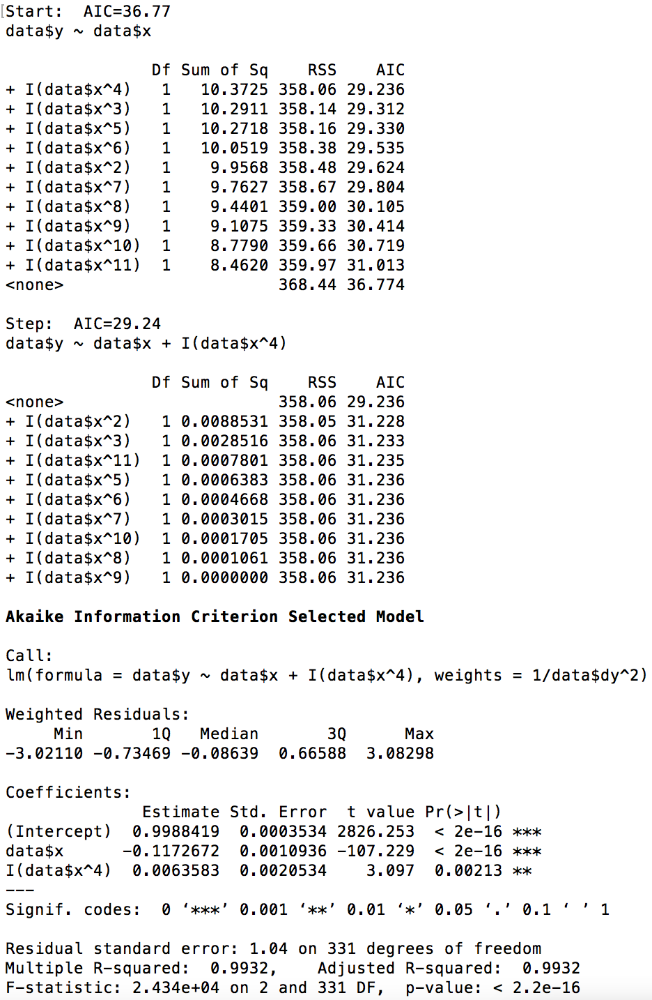 Start:  AIC=36.77
data$y ~ data$x

               Df Sum of Sq    RSS    AIC
+ I(data$x^4)   1   10.3725 358.06 29.236
+ I(data$x^3)   1   10.2911 358.14 29.312
+ I(data$x^5)   1   10.2718 358.16 29.330
+ I(data$x^6)   1   10.0519 358.38 29.535
+ I(data$x^2)   1    9.9568 358.48 29.624
+ I(data$x^7)   1    9.7627 358.67 29.804
+ I(data$x^8)   1    9.4401 359.00 30.105
+ I(data$x^9)   1    9.1075 359.33 30.414
+ I(data$x^10)  1    8.7790 359.66 30.719
+ I(data$x^11)  1    8.4620 359.97 31.013
<none>                      368.44 36.774

Step:  AIC=29.24
data$y ~ data$x + I(data$x^4)

               Df Sum of Sq    RSS    AIC
<none>                      358.06 29.236
+ I(data$x^2)   1 0.0088531 358.05 31.228
+ I(data$x^3)   1 0.0028516 358.06 31.233
+ I(data$x^11)  1 0.0007801 358.06 31.235
+ I(data$x^5)   1 0.0006383 358.06 31.236
+ I(data$x^6)   1 0.0004668 358.06 31.236
+ I(data$x^7)   1 0.0003015 358.06 31.236
+ I(data$x^10)  1 0.0001705 358.06 31.236
+ I(data$x^8)   1 0.0001061 358.06 31.236
+ I(data$x^9)   1 0.0000000 358.06 31.236

Akaike Information Criterion Selected Model

Call:
lm(formula = data$y ~ data$x + I(data$x^4), weights = 1/data$dy^2)

Weighted Residuals:
     Min       1Q   Median       3Q      Max
-3.02110 -0.73469 -0.08639  0.66588  3.08298

Coefficients:
              Estimate Std. Error  t value Pr(>|t|)
(Intercept)  0.9988419  0.0003534 2826.253  < 2e-16 ***
data$x      -0.1172672  0.0010936 -107.229  < 2e-16 ***
I(data$x^4)  0.0063583  0.0020534    3.097  0.00213 **
---
Signif. codes:  0 ‘***’ 0.001 ‘**’ 0.01 ‘*’ 0.05 ‘.’ 0.1 ‘ ’ 1

Residual standard error: 1.04 on 331 degrees of freedom
Multiple R-squared:  0.9932,    Adjusted R-squared:  0.9932
F-statistic: 2.434e+04 on 2 and 331 DF,  p-value: < 2.2e-16